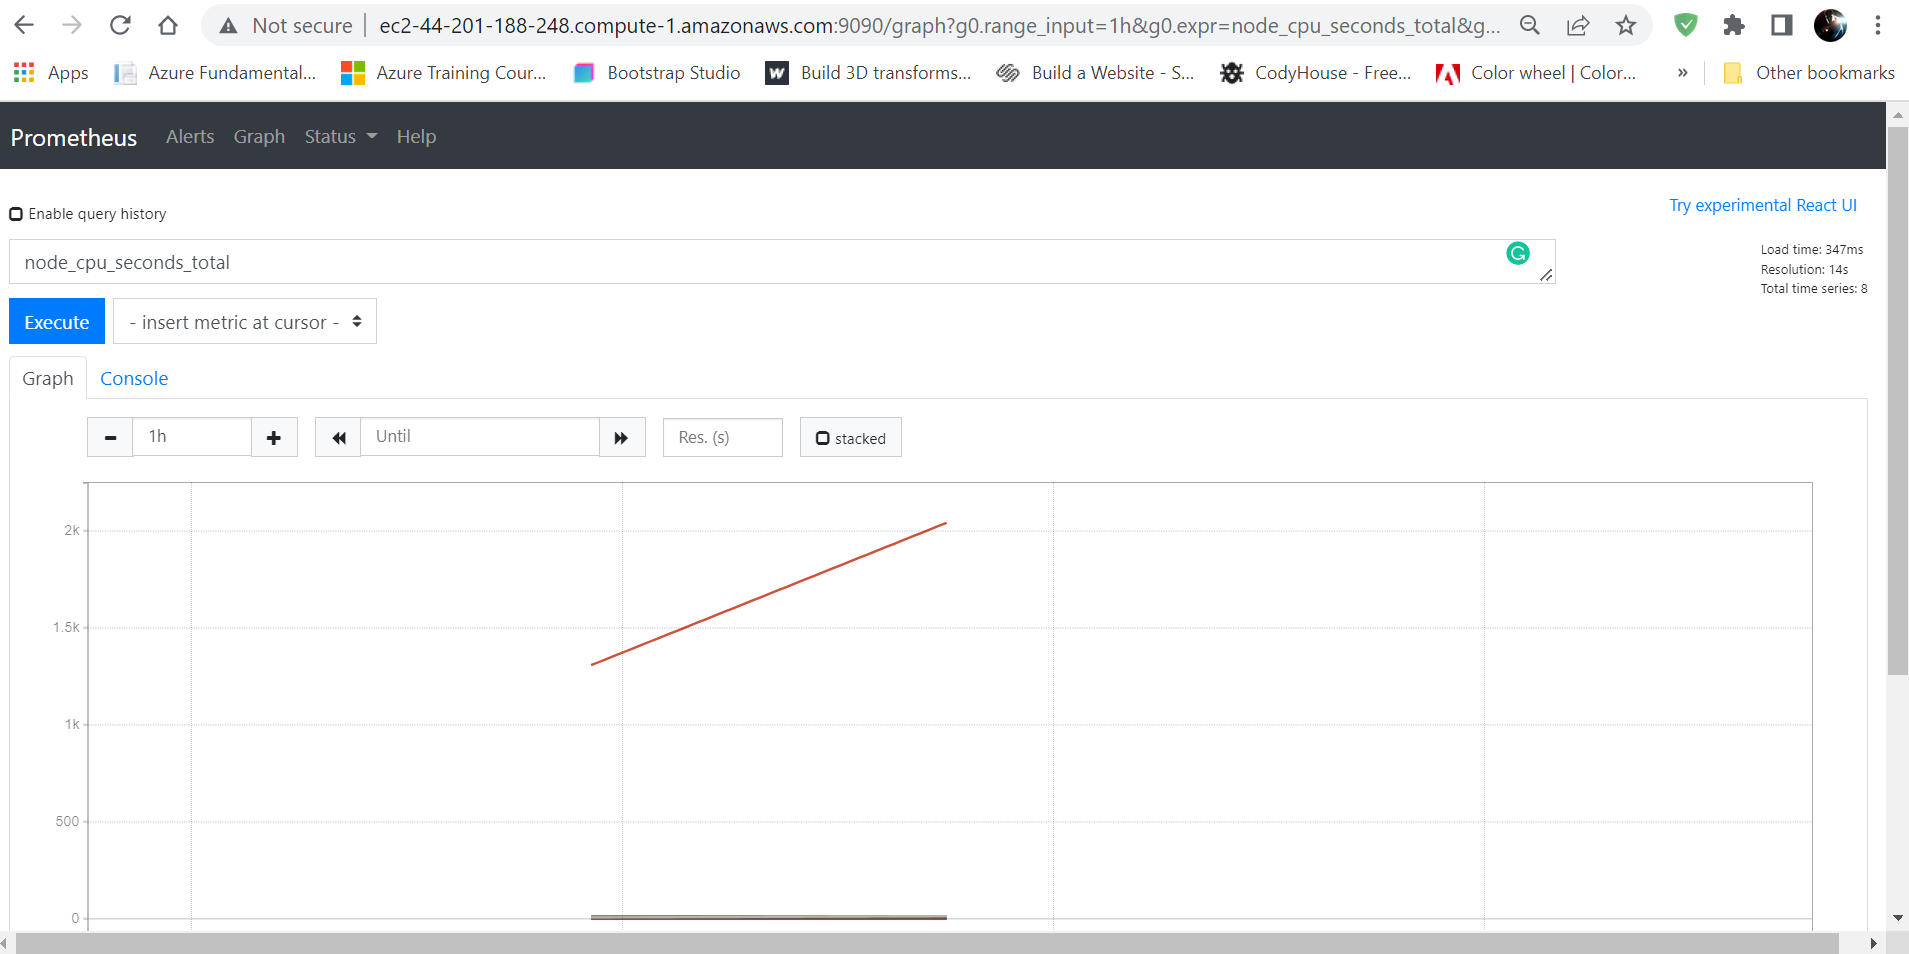 Not secure ec2-44-201-188-248.compute-1.amazonaws.com:9090/graph?g0.range_input=1h&g0.expr=node_cpu_seconds_total&g...
Apps Azure Fundamental... Azure Training Cour... Bootstrap Studio W Build 3D transforms... Build a Website - S... CodyHouse - Free... Color wheel | Color... » Other bookmarks
Prometheus Alerts Graph Status Help
Enable query history
Try experimental React UI
node_cpu_seconds_total
Load time: 347ms
Resolution: 14s
Total time series: 8
Execute - insert metric at cursor -
Graph Console
1h Until Res. (s) stacked
2k
1.5k
1k
500
0